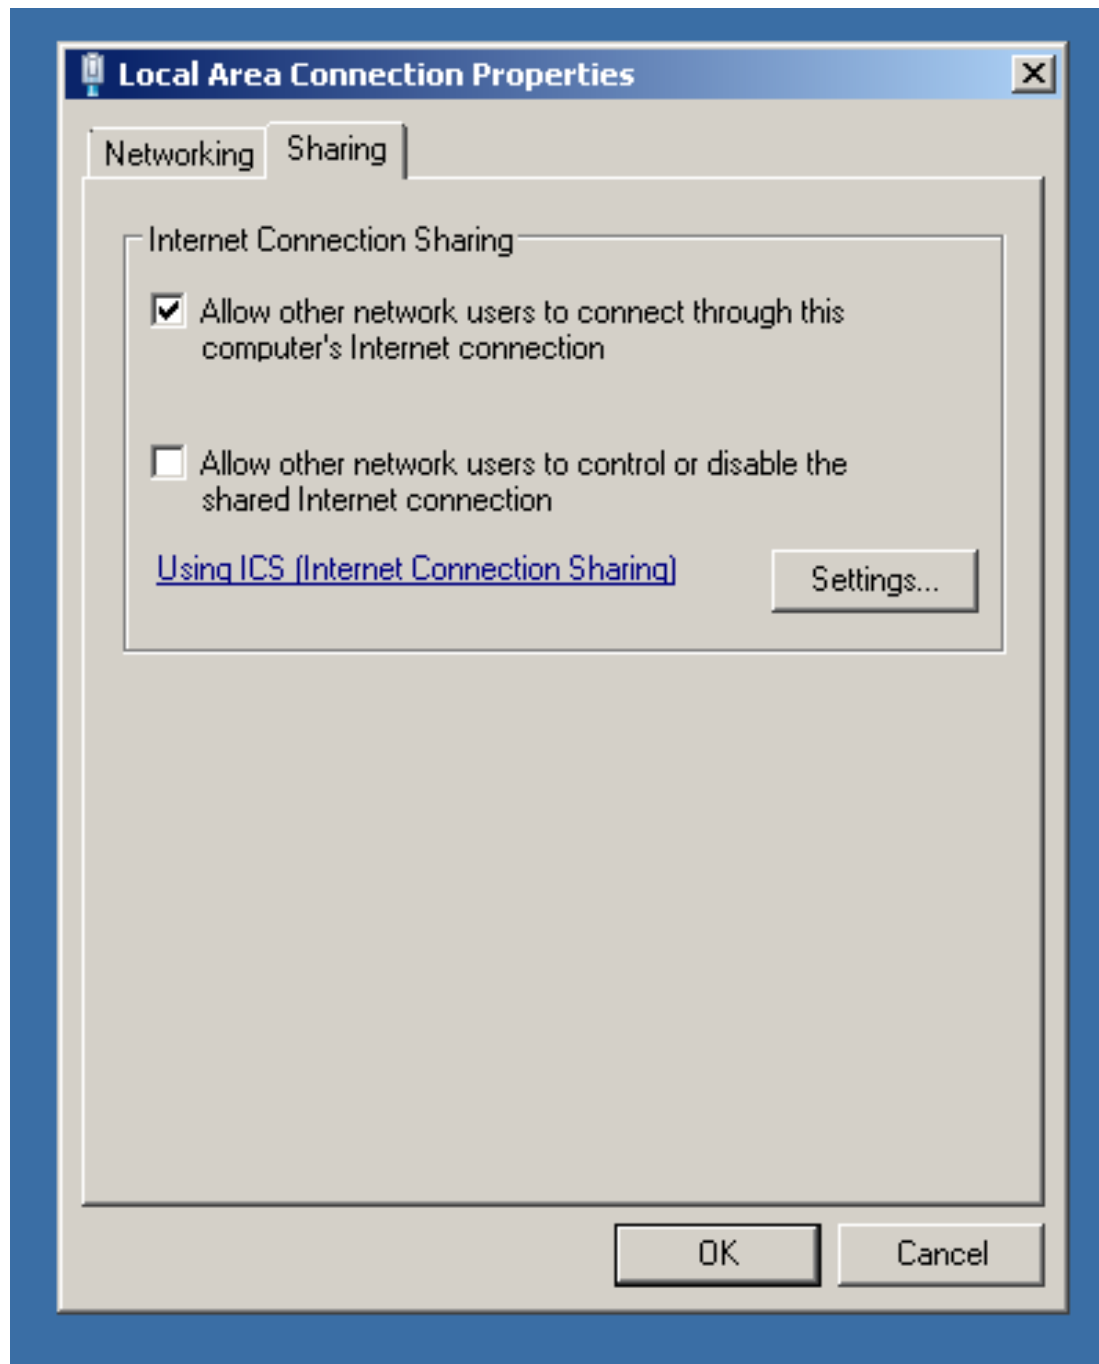 Local Area Connection Properties
Networking
Sharing
Internet Connection Sharing
Allow other network users to connect through this
computer's Internet connection
Allow other network users to control or disable the
shared Internet connection
Using ICS (Internet Connection Sharing)
Settings...
OK
Cancel